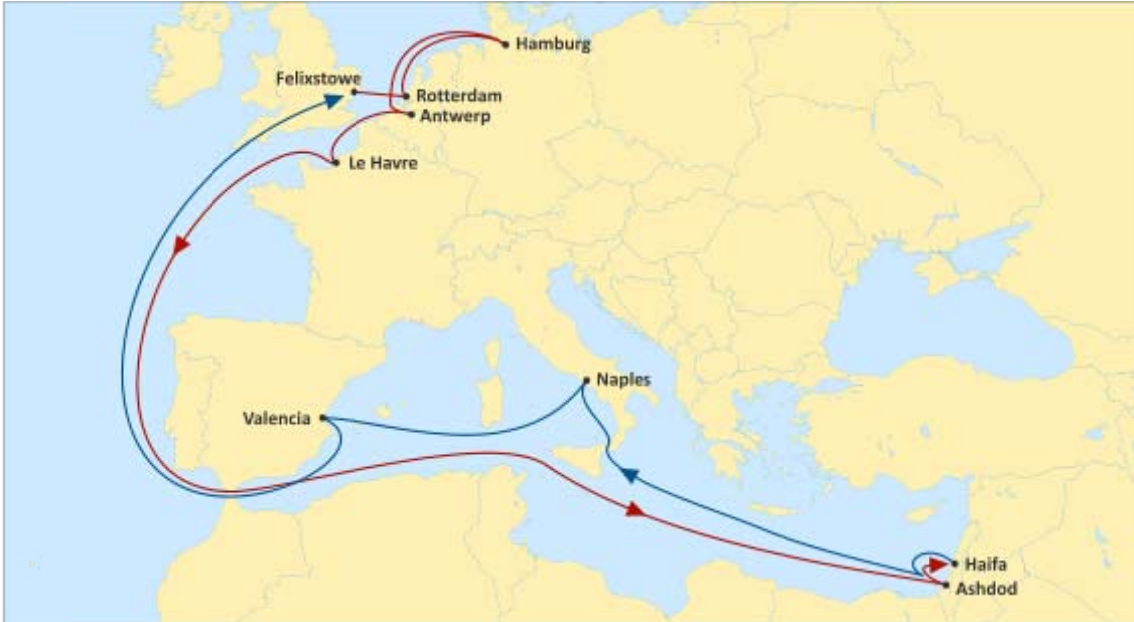 Hamburg
Felixstowe
Rotterdam
Antwerp
Le Havre
Naples
Valencia
Haifa
Ashdod